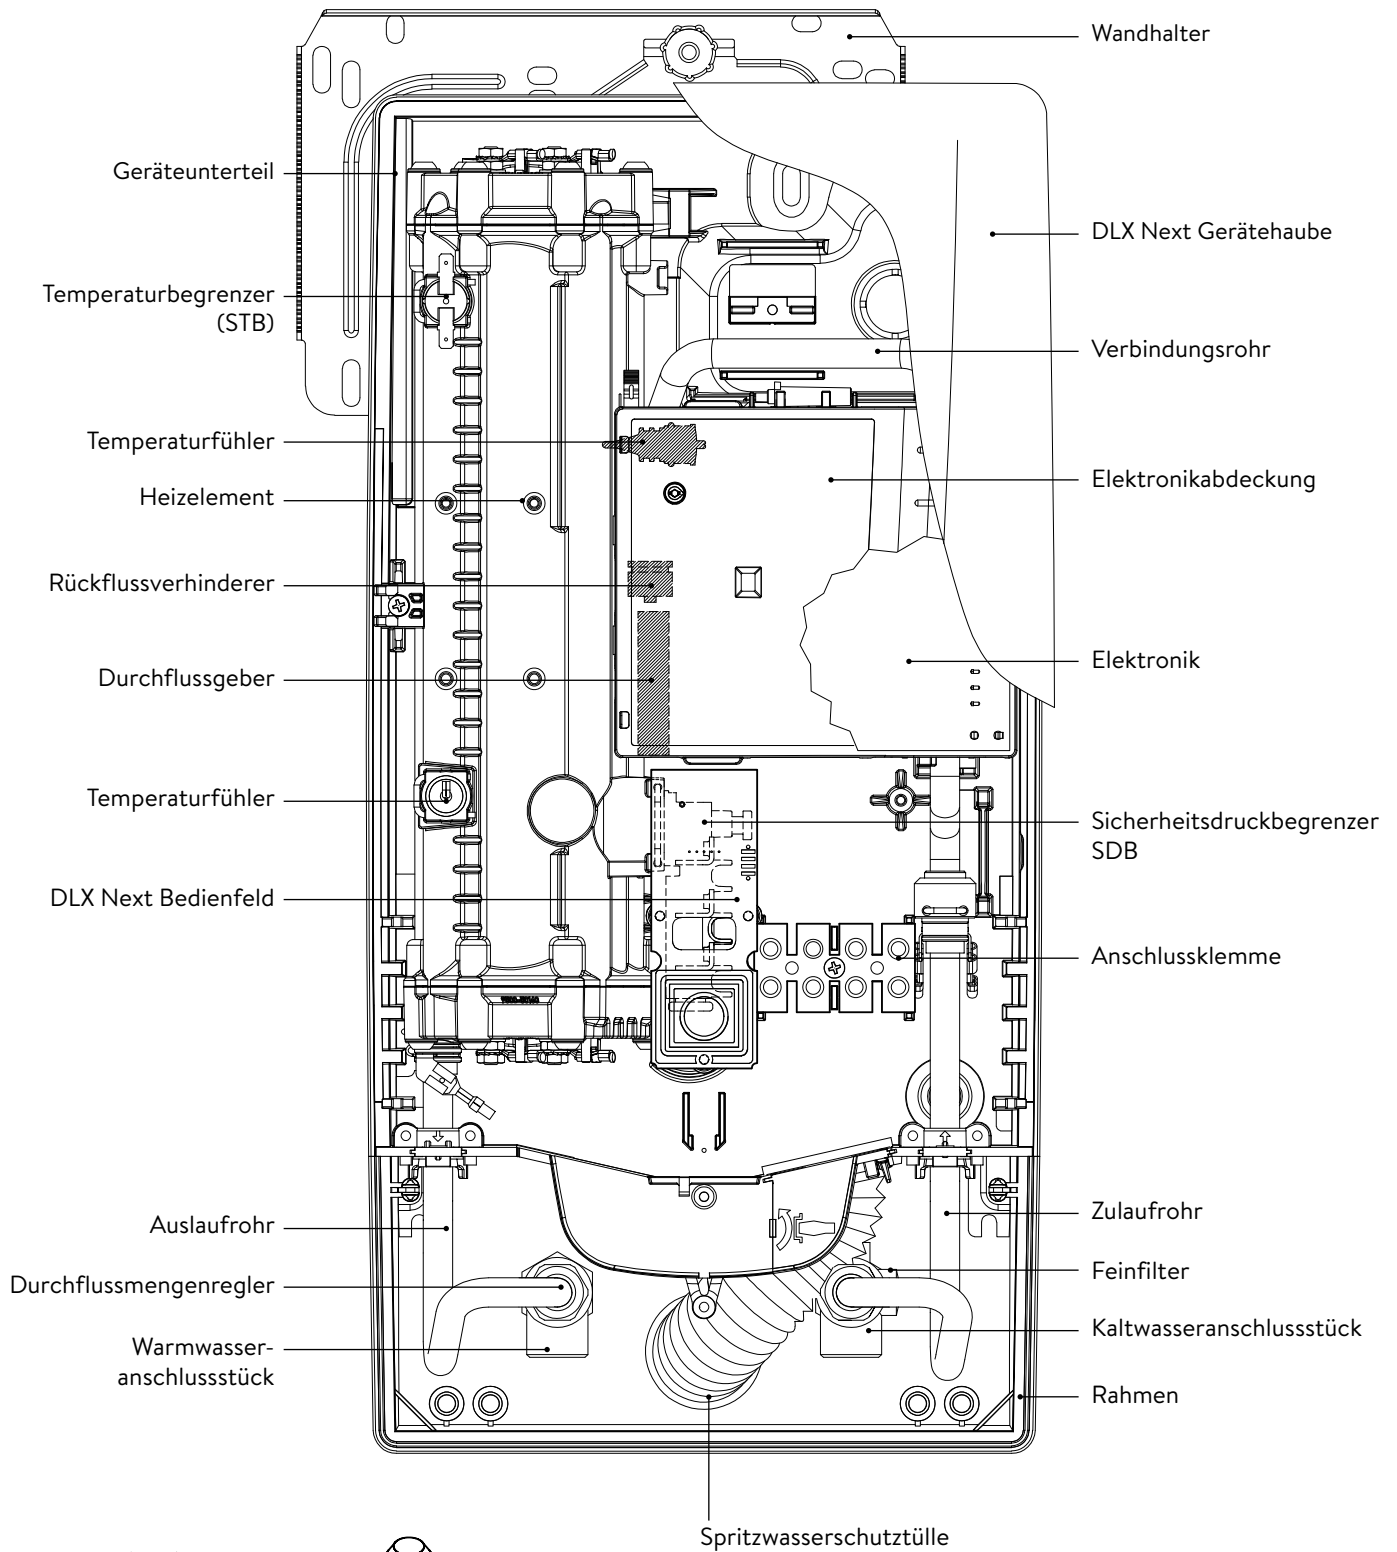 Wandhalter
Geräteunterteil
DLX Next Gerätehaube
Temperaturbegrenzer
(STB)
Verbindungsrohr
Temperaturfühler
Elektronikabdeckung
Heizelement
Rückflussverhinderer
Elektronik
Durchflussgeber
Temperaturfühler
Sicherheitsdruckbegrenzer
SDB
DLX Next Bedienfeld
Anschlussklemme
Auslaufrohr
Zulaufrohr
Durchflussmengenregler
Feinfilter
Warmwasser-
anschlussstück
Kaltwasseranschlussstück
Rahmen
Spritzwasserschutztülle